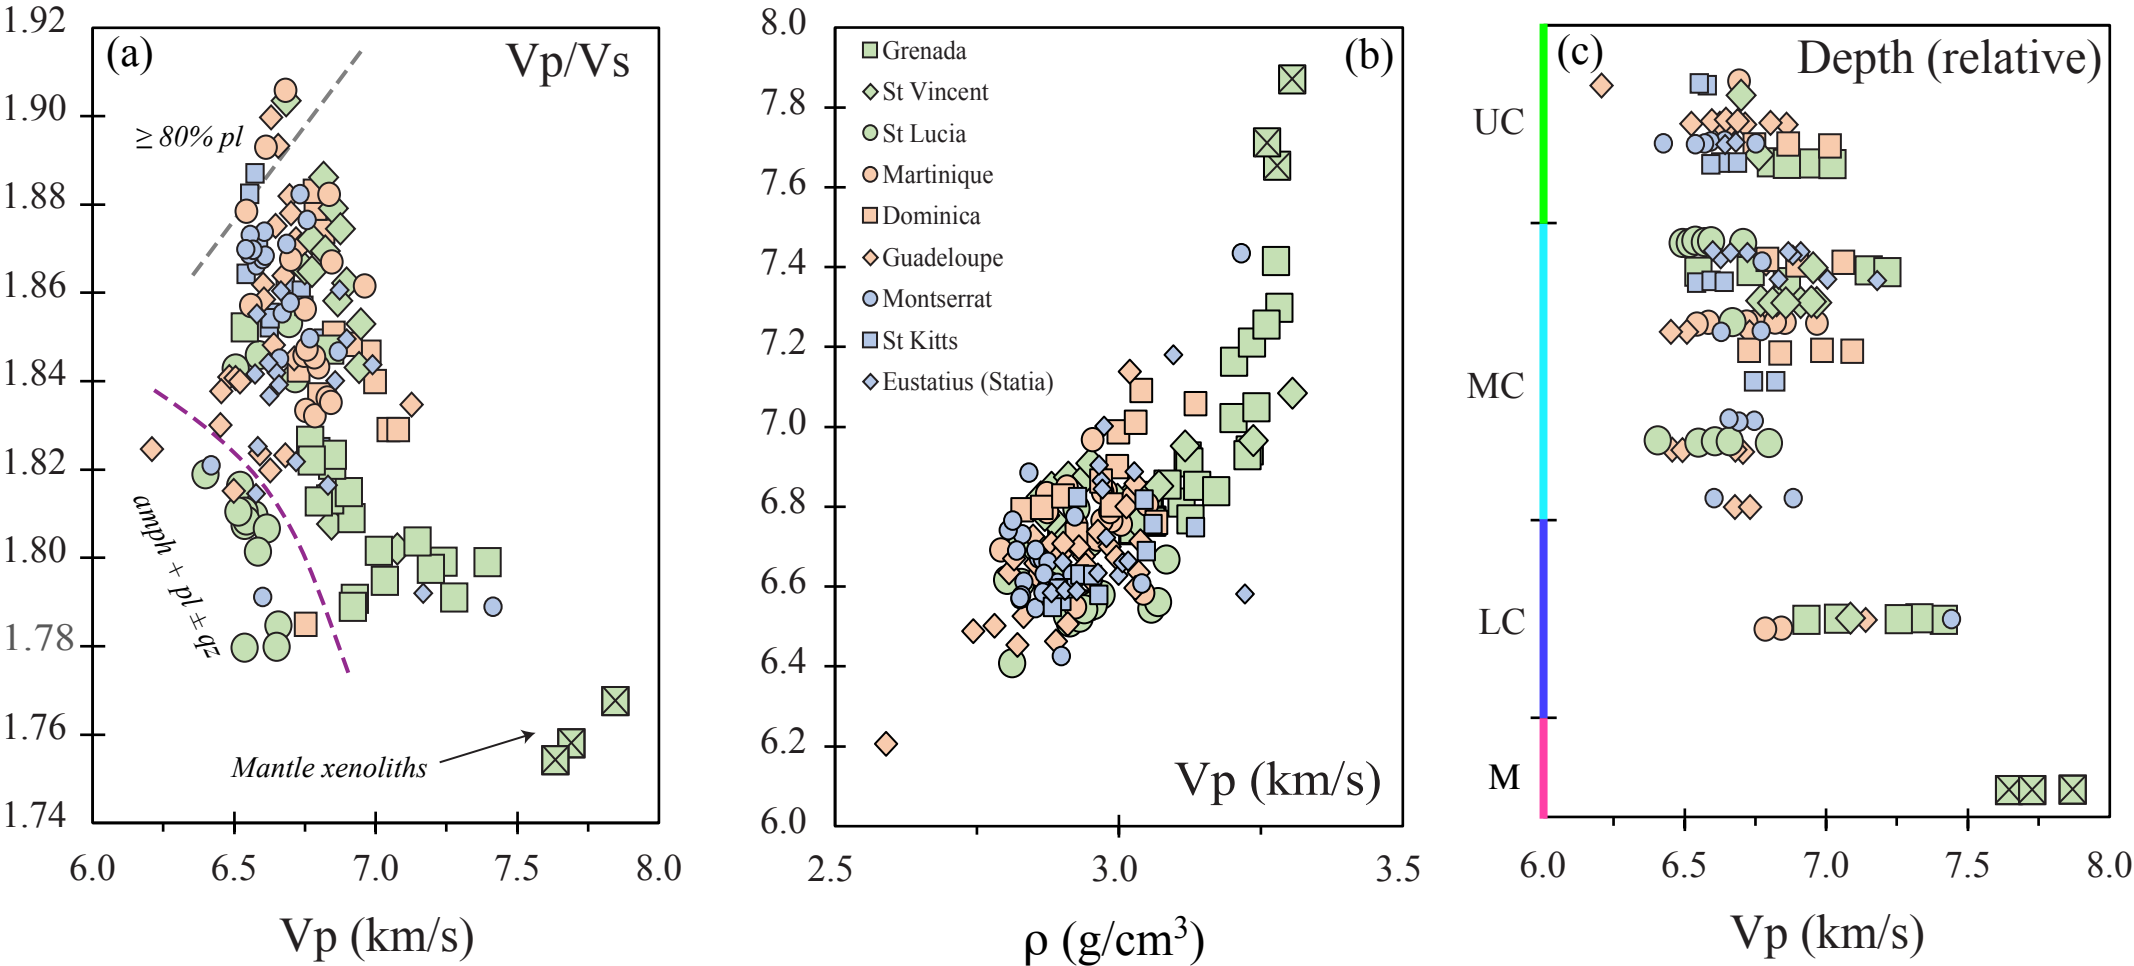 (a)
Vp/Vs
1.92
1.90
1.88
1.86
1.84
1.82
1.80
1.78
1.76
1.74
≥ 80% pl
amph + pl ± qz
Mantle xenoliths
6.0 6.5 7.0 7.5 8.0
Vp (km/s)
(b)
8.0
7.8
7.6
7.4
7.2
7.0
6.8
6.6
6.4
6.2
6.0
Grenada
St Vincent
St Lucia
Martinique
Dominica
Guadeloupe
Montserrat
St Kitts
Eustatius (Statia)
Vp (km/s)
2.5 3.0 3.5
ρ (g/cm³)
(c)
Depth (relative)
UC
MC
LC
M
6.0 6.5 7.0 7.5 8.0
Vp (km/s)